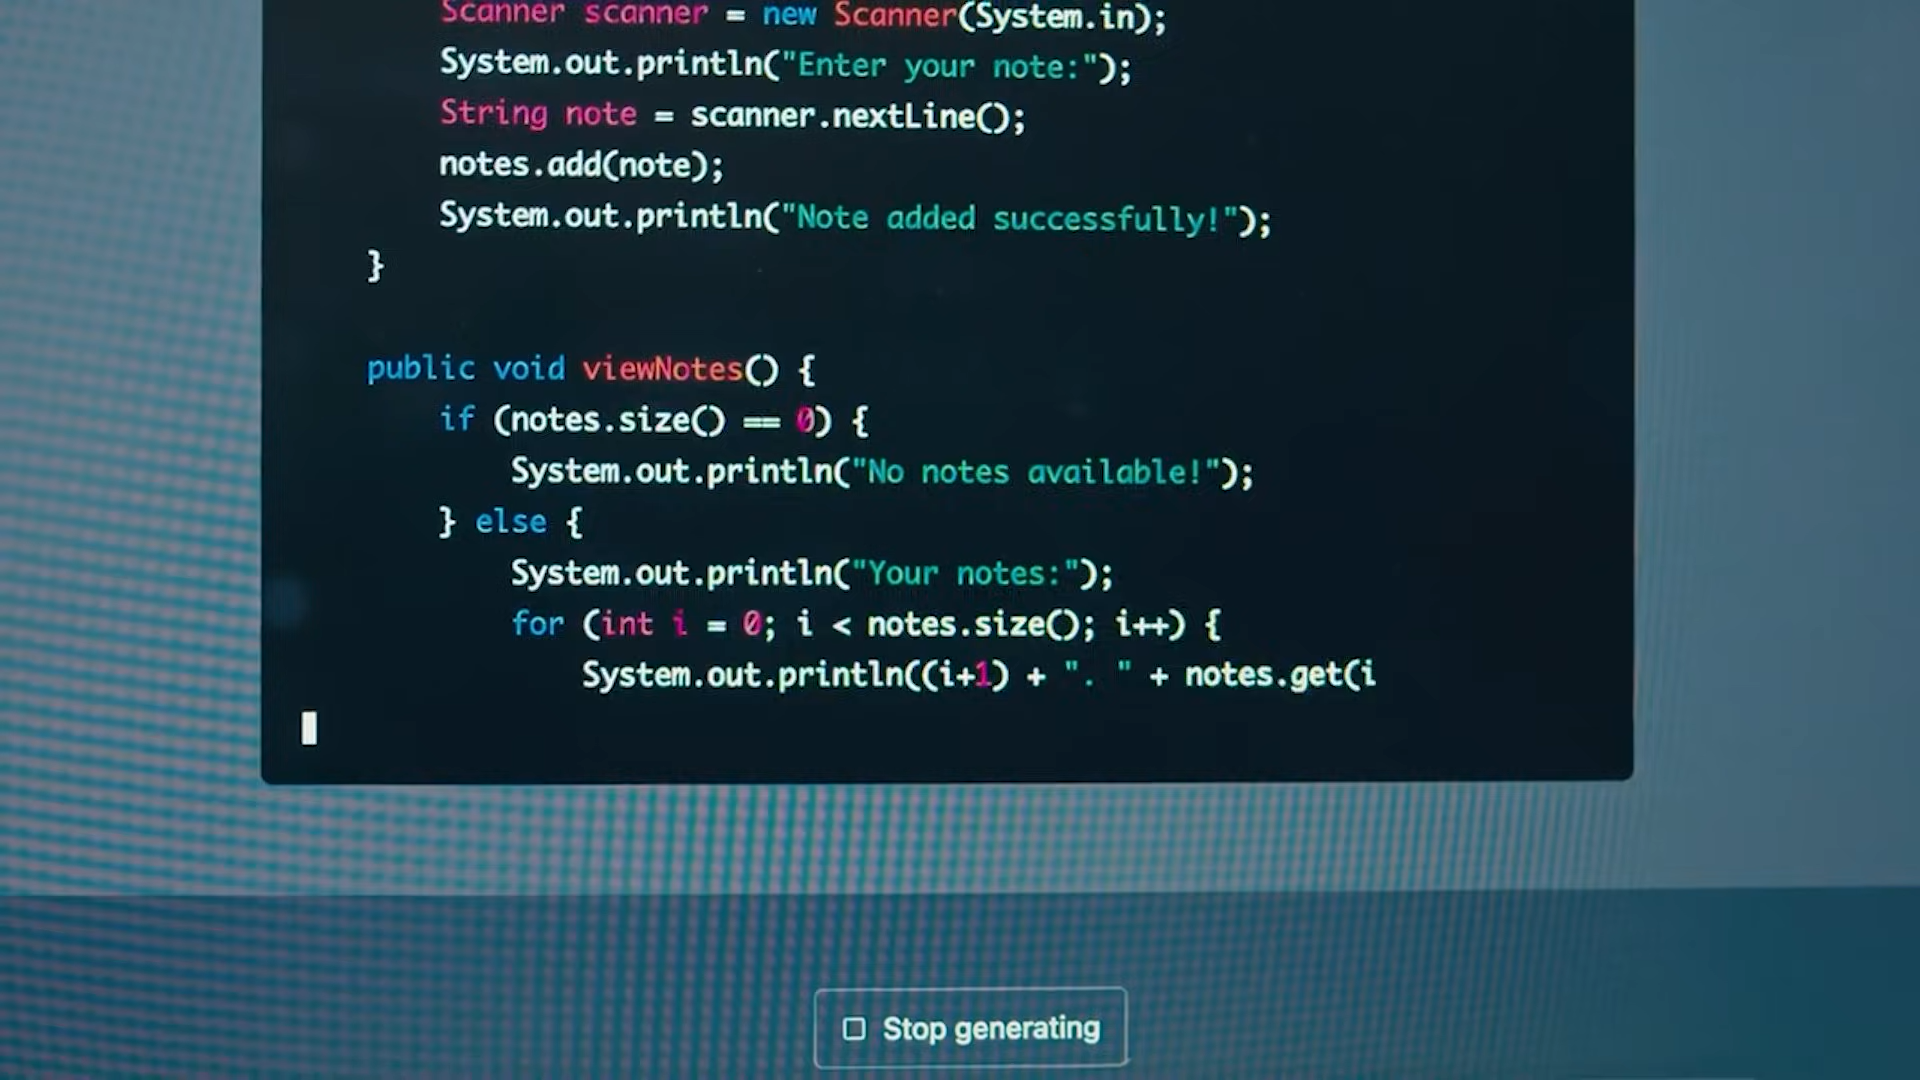 Scanner scanner = new Scanner(System.in);
System.out.println("Enter your note:");
String note = scanner.nextLine();
notes.add(note);
System.out.println("Note added successfully!");
}
public void viewNotes() {
if (notes.size() == 0) {
System.out.println("No notes available!");
} else {
System.out.println("Your notes:");
for (int i = 0; i < notes.size(); i++) {
System.out.println((i+1) + ". " + notes.get(i
Stop generating